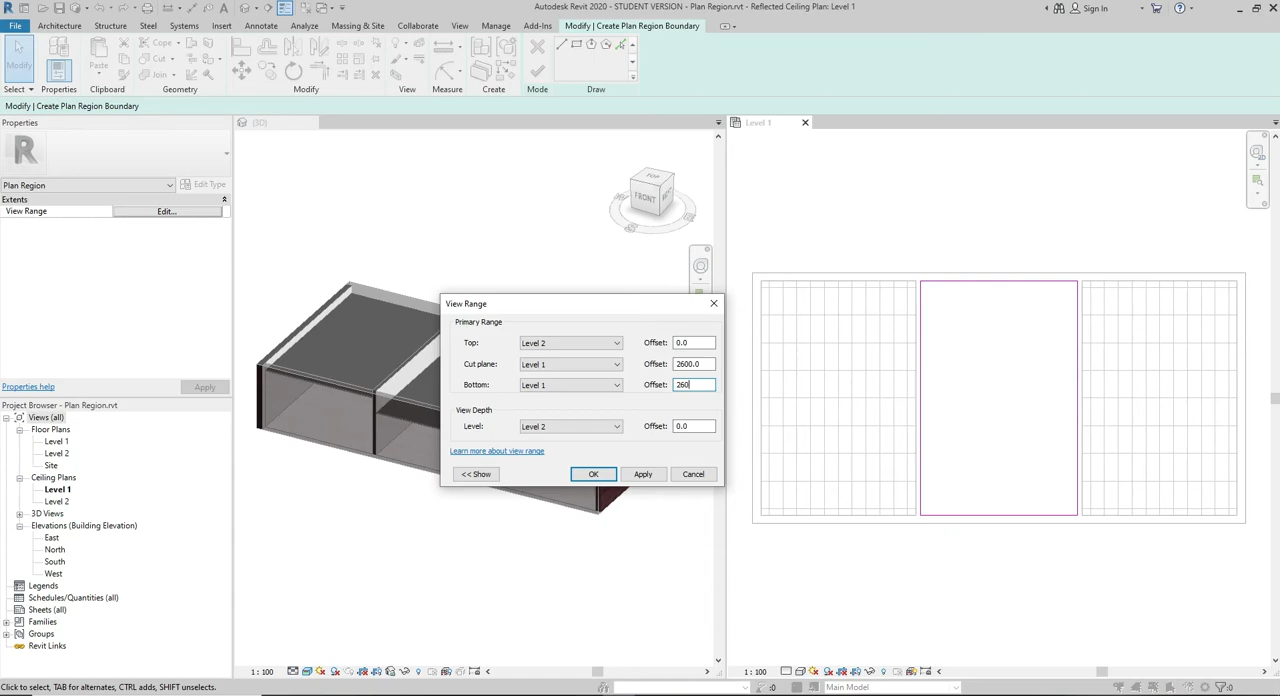 Autodesk Revit 2020 - STUDENT VERSION - Plan Region.rvt - Reflected Ceiling Plan: Level 1
Sign In
File Architecture Structure Steel Systems Insert Annotate Analyze Massing & Site Collaborate View Manage Add-Ins Modify | Create Plan Region Boundary
Modify Paste Cope Cut Join
Select Properties Clipboard Geometry Modify View Measure Create Mode Draw
Modify | Create Plan Region Boundary
Properties
Plan Region Edit Type
Extents
View Range Edit...
Properties help Apply
Project Browser - Plan Region.rvt
Views (all)
Floor Plans
Level 1
Level 2
Site
Ceiling Plans
Level 1
Level 2
3D Views
Elevations (Building Elevation)
East
North
South
West
Legends
Schedules/Quantities (all)
Sheets (all)
Families
Groups
Revit Links
{3D}
TOP
FRONT
View Range
Primary Range
Top: Level 2 Offset: 0.0
Cut plane: Level 1 Offset: 2600.0
Bottom: Level 1 Offset: 260
View Depth
Level: Level 2 Offset: 0.0
Learn more about view range
<< Show OK Apply Cancel
1 : 100
Level 1
1 : 100
Click to select, TAB for alternates, CTRL adds, SHIFT unselects.
:0 Main Model :0